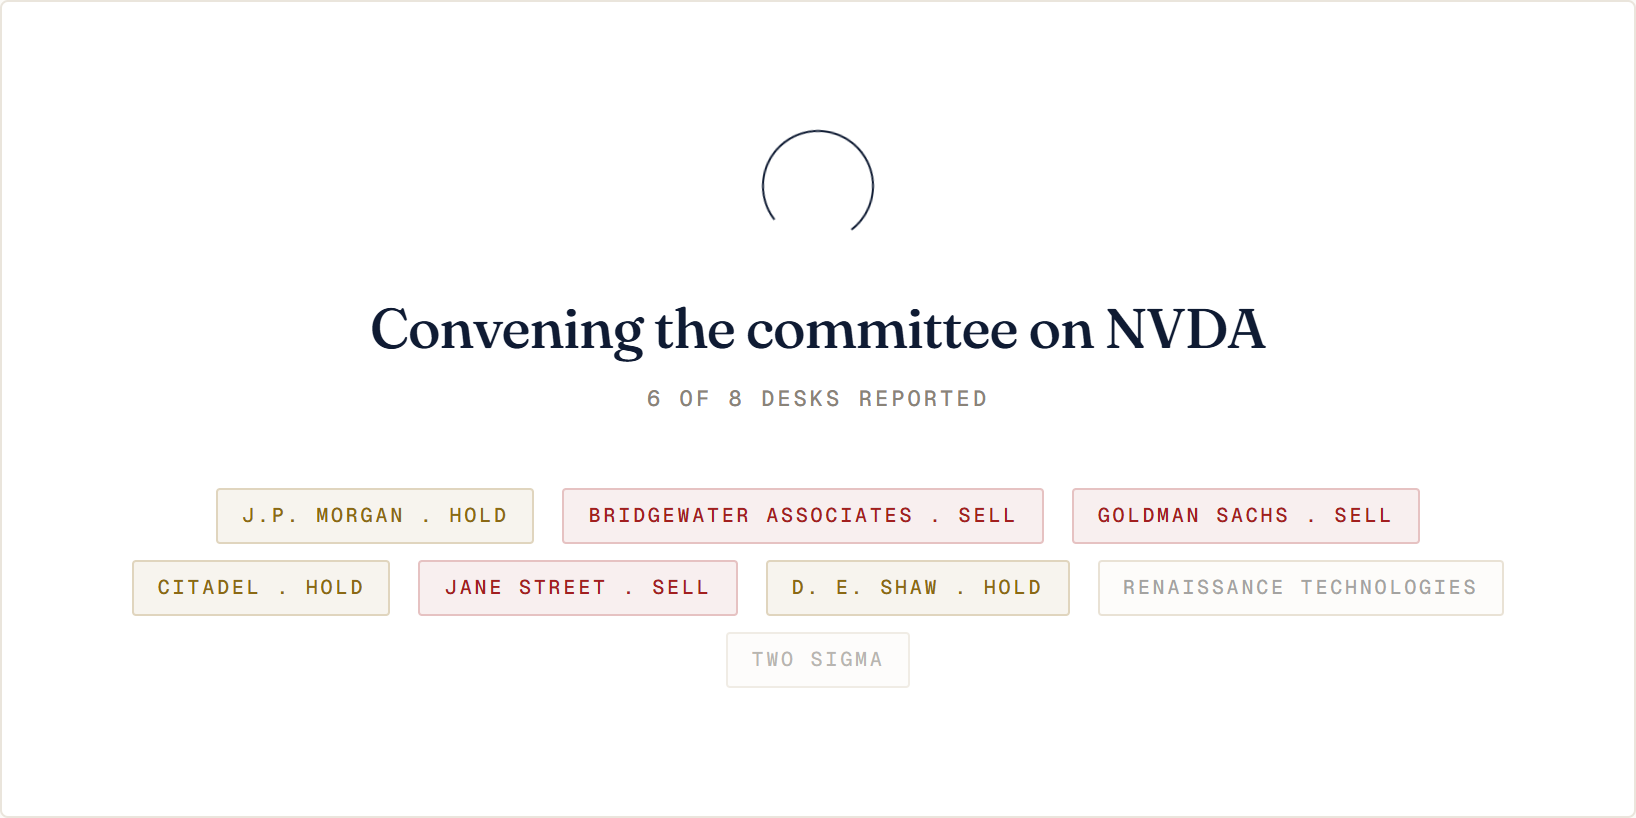 Convening the committee on NVDA
6 OF 8 DESKS REPORTED
J.P. MORGAN . HOLD
BRIDGEWATER ASSOCIATES . SELL
GOLDMAN SACHS . SELL
CITADEL . HOLD
JANE STREET . SELL
D. E. SHAW . HOLD
RENAISSANCE TECHNOLOGIES
TWO SIGMA